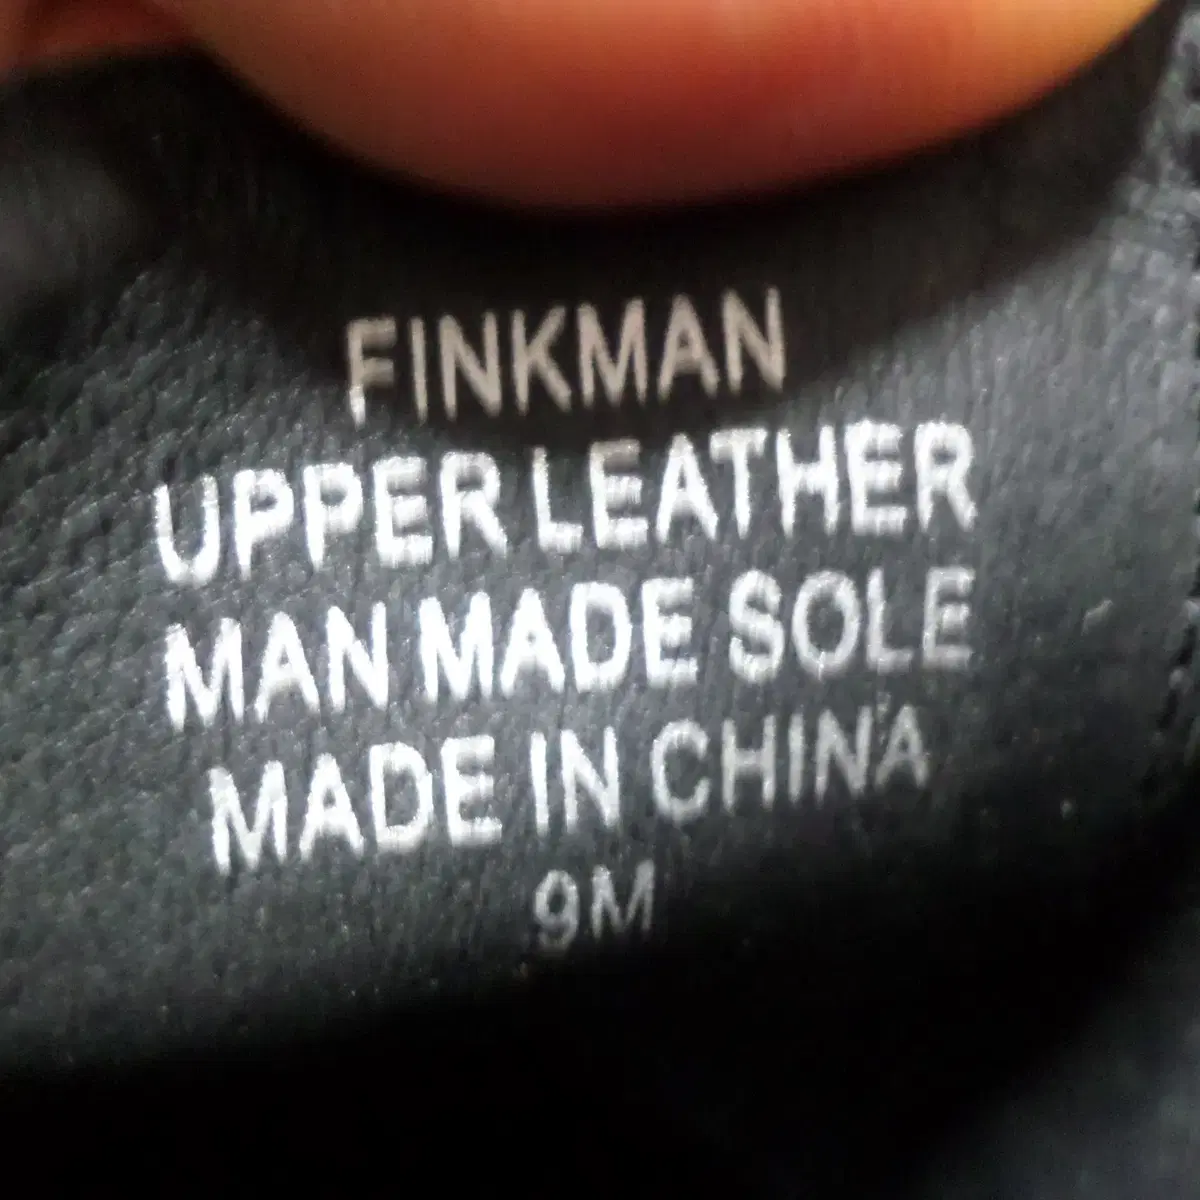 FINKMAN
UPPER LEATHER
MAN MADE SOLE
MADE IN CHINA
9M